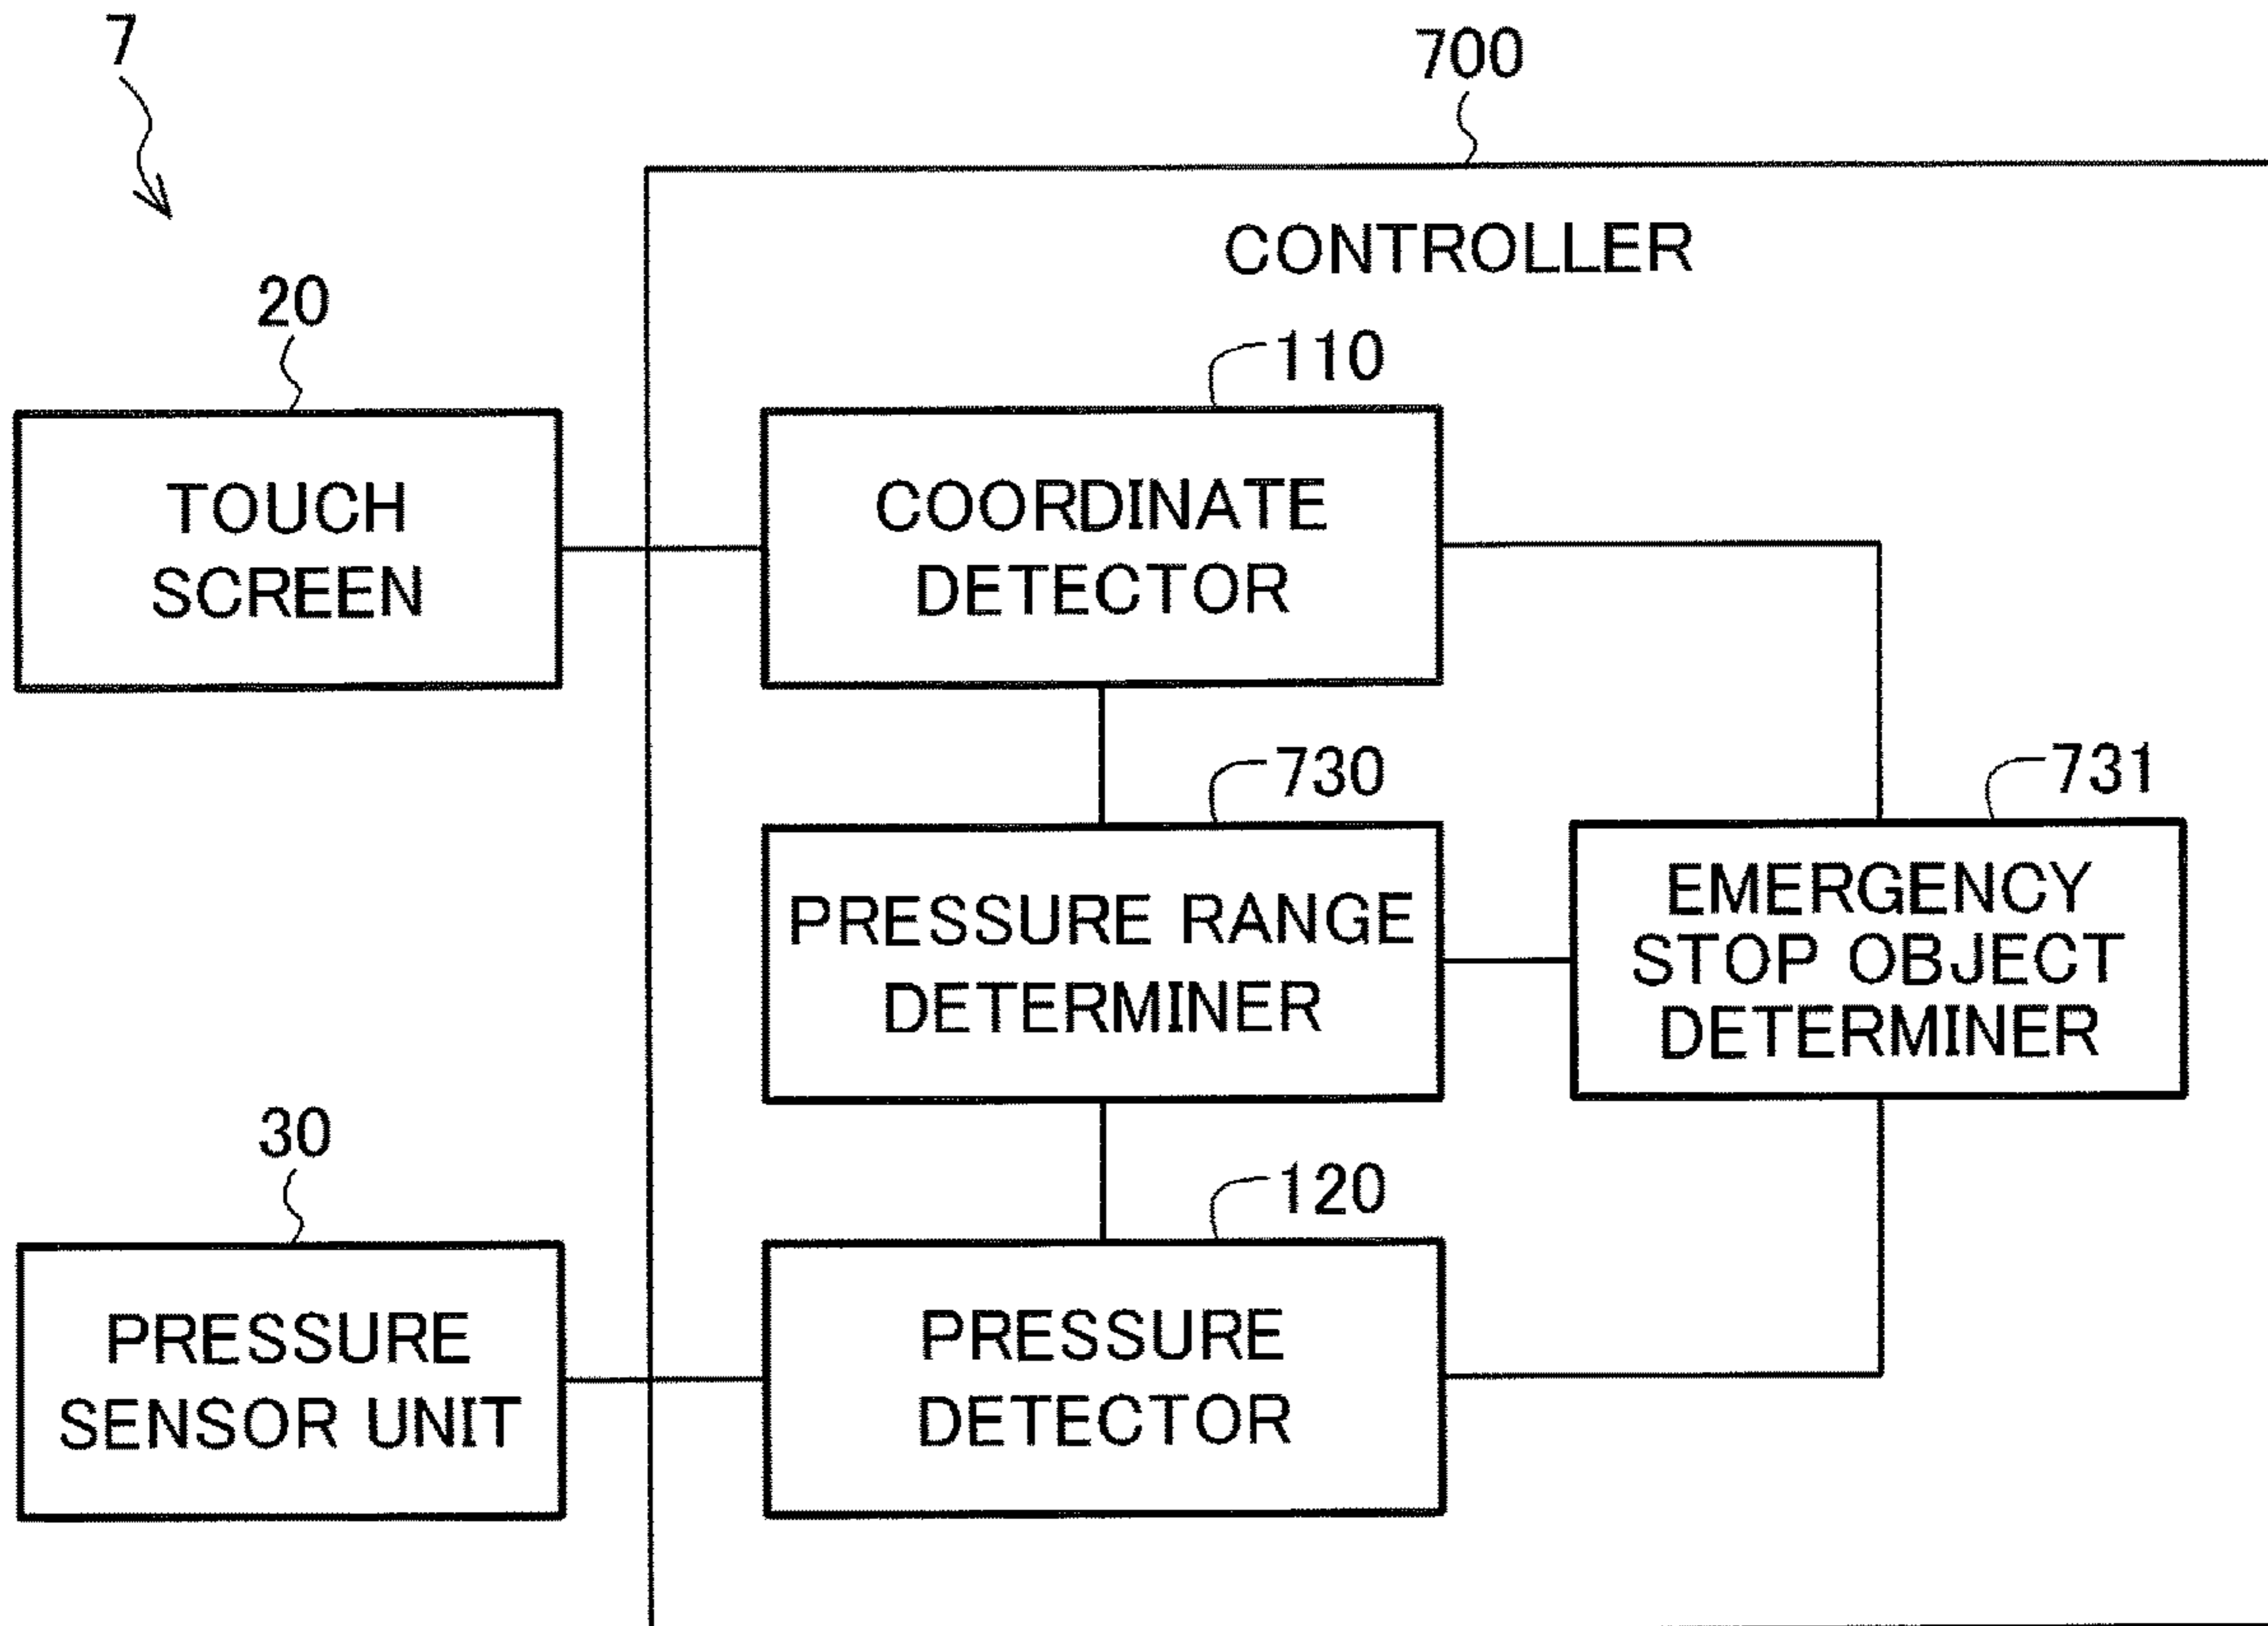 7
700
CONTROLLER
20
TOUCH
SCREEN
110
COORDINATE
DETECTOR
730
PRESSURE RANGE
DETERMINER
731
EMERGENCY
STOP OBJECT
DETERMINER
30
PRESSURE
SENSOR UNIT
120
PRESSURE
DETECTOR